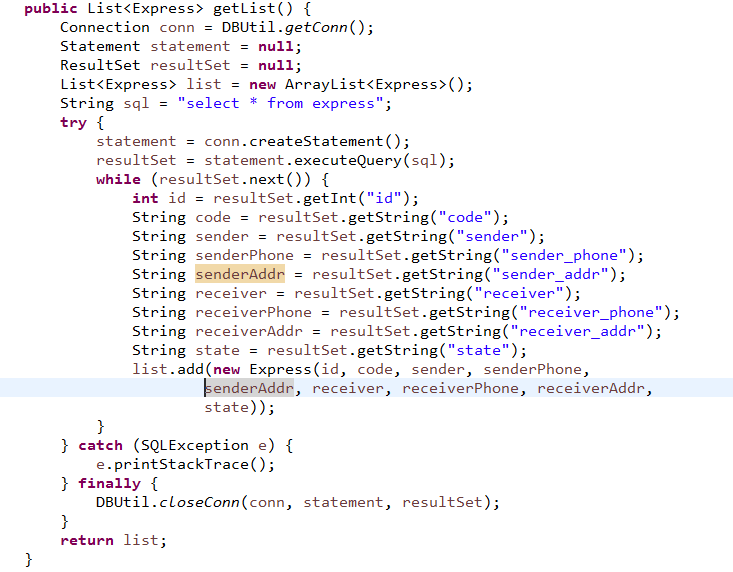 public List<Express> getList() {
    Connection conn = DBUtil.getConn();
    Statement statement = null;
    ResultSet resultSet = null;
    List<Express> list = new ArrayList<Express>();
    String sql = "select * from express";
    try {
        statement = conn.createStatement();
        resultSet = statement.executeQuery(sql);
        while (resultSet.next()) {
            int id = resultSet.getInt("id");
            String code = resultSet.getString("code");
            String sender = resultSet.getString("sender");
            String senderPhone = resultSet.getString("sender_phone");
            String senderAddr = resultSet.getString("sender_addr");
            String receiver = resultSet.getString("receiver");
            String receiverPhone = resultSet.getString("receiver_phone");
            String receiverAddr = resultSet.getString("receiver_addr");
            String state = resultSet.getString("state");
            list.add(new Express(id, code, sender, senderPhone,
                    senderAddr, receiver, receiverPhone, receiverAddr,
                    state));
        }
    } catch (SQLException e) {
        e.printStackTrace();
    } finally {
        DBUtil.closeConn(conn, statement, resultSet);
    }
    return list;
}